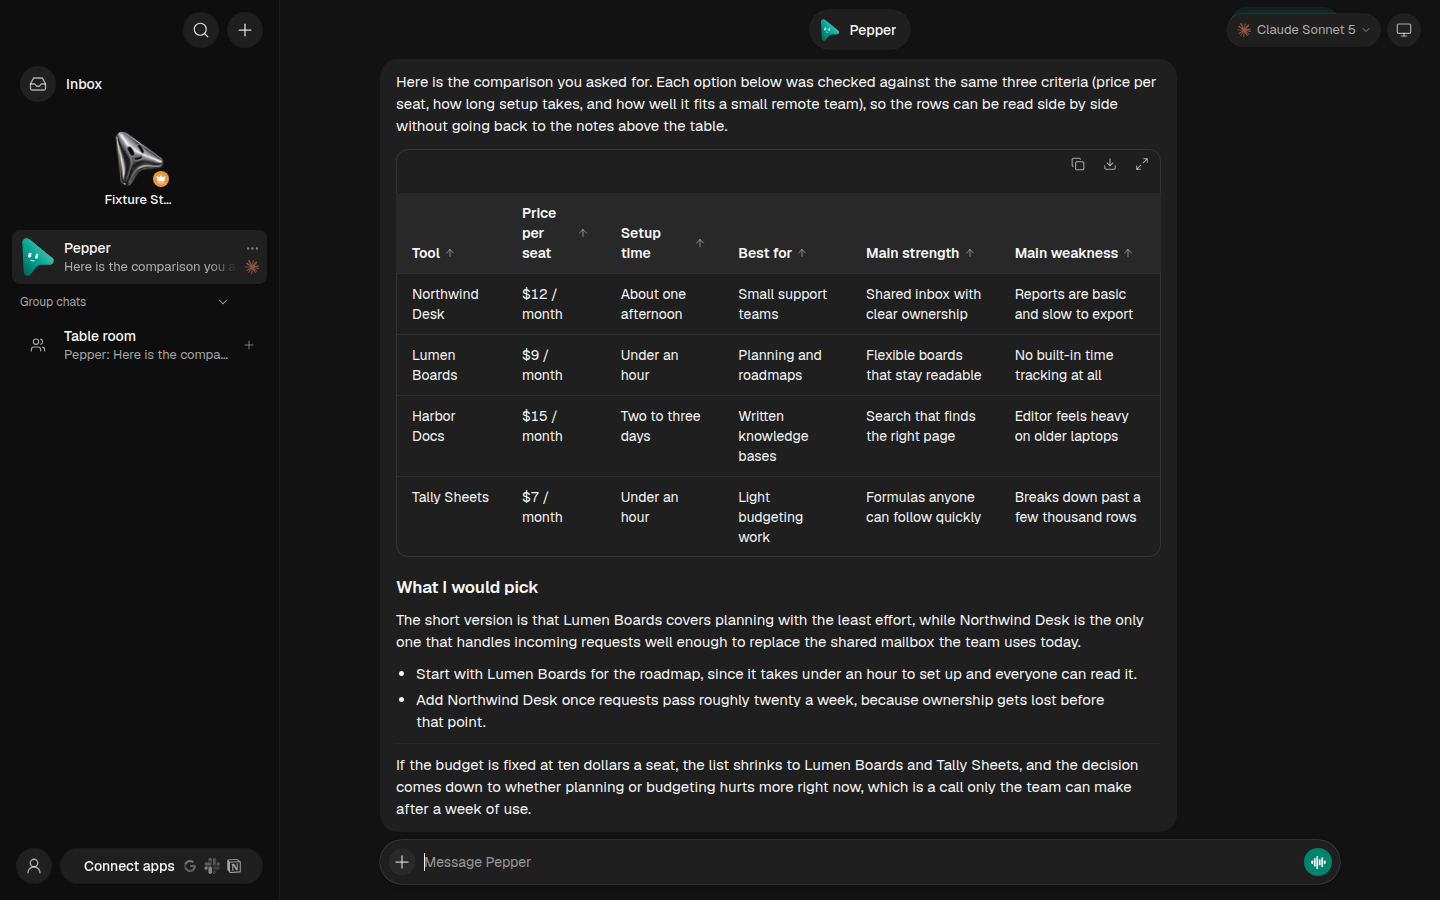 Pepper
Claude Sonnet 5
Inbox
Fixture St...
Pepper
Here is the comparison you a
Group chats
Table room
Pepper: Here is the compa...
Connect apps
Here is the comparison you asked for. Each option below was checked against the same three criteria (price per
seat, how long setup takes, and how well it fits a small remote team), so the rows can be read side by side
without going back to the notes above the table.
Tool
Price per seat
Setup time
Best for
Main strength
Main weakness
Northwind Desk
$12 / month
About one afternoon
Small support teams
Shared inbox with clear ownership
Reports are basic and slow to export
Lumen Boards
$9 / month
Under an hour
Planning and roadmaps
Flexible boards that stay readable
No built-in time tracking at all
Harbor Docs
$15 / month
Two to three days
Written knowledge bases
Search that finds the right page
Editor feels heavy on older laptops
Tally Sheets
$7 / month
Under an hour
Light budgeting work
Formulas anyone can follow quickly
Breaks down past a few thousand rows
What I would pick
The short version is that Lumen Boards covers planning with the least effort, while Northwind Desk is the only
one that handles incoming requests well enough to replace the shared mailbox the team uses today.
• Start with Lumen Boards for the roadmap, since it takes under an hour to set up and everyone can read it.
• Add Northwind Desk once requests pass roughly twenty a week, because ownership gets lost before
that point.
If the budget is fixed at ten dollars a seat, the list shrinks to Lumen Boards and Tally Sheets, and the decision
comes down to whether planning or budgeting hurts more right now, which is a call only the team can make
after a week of use.
Message Pepper